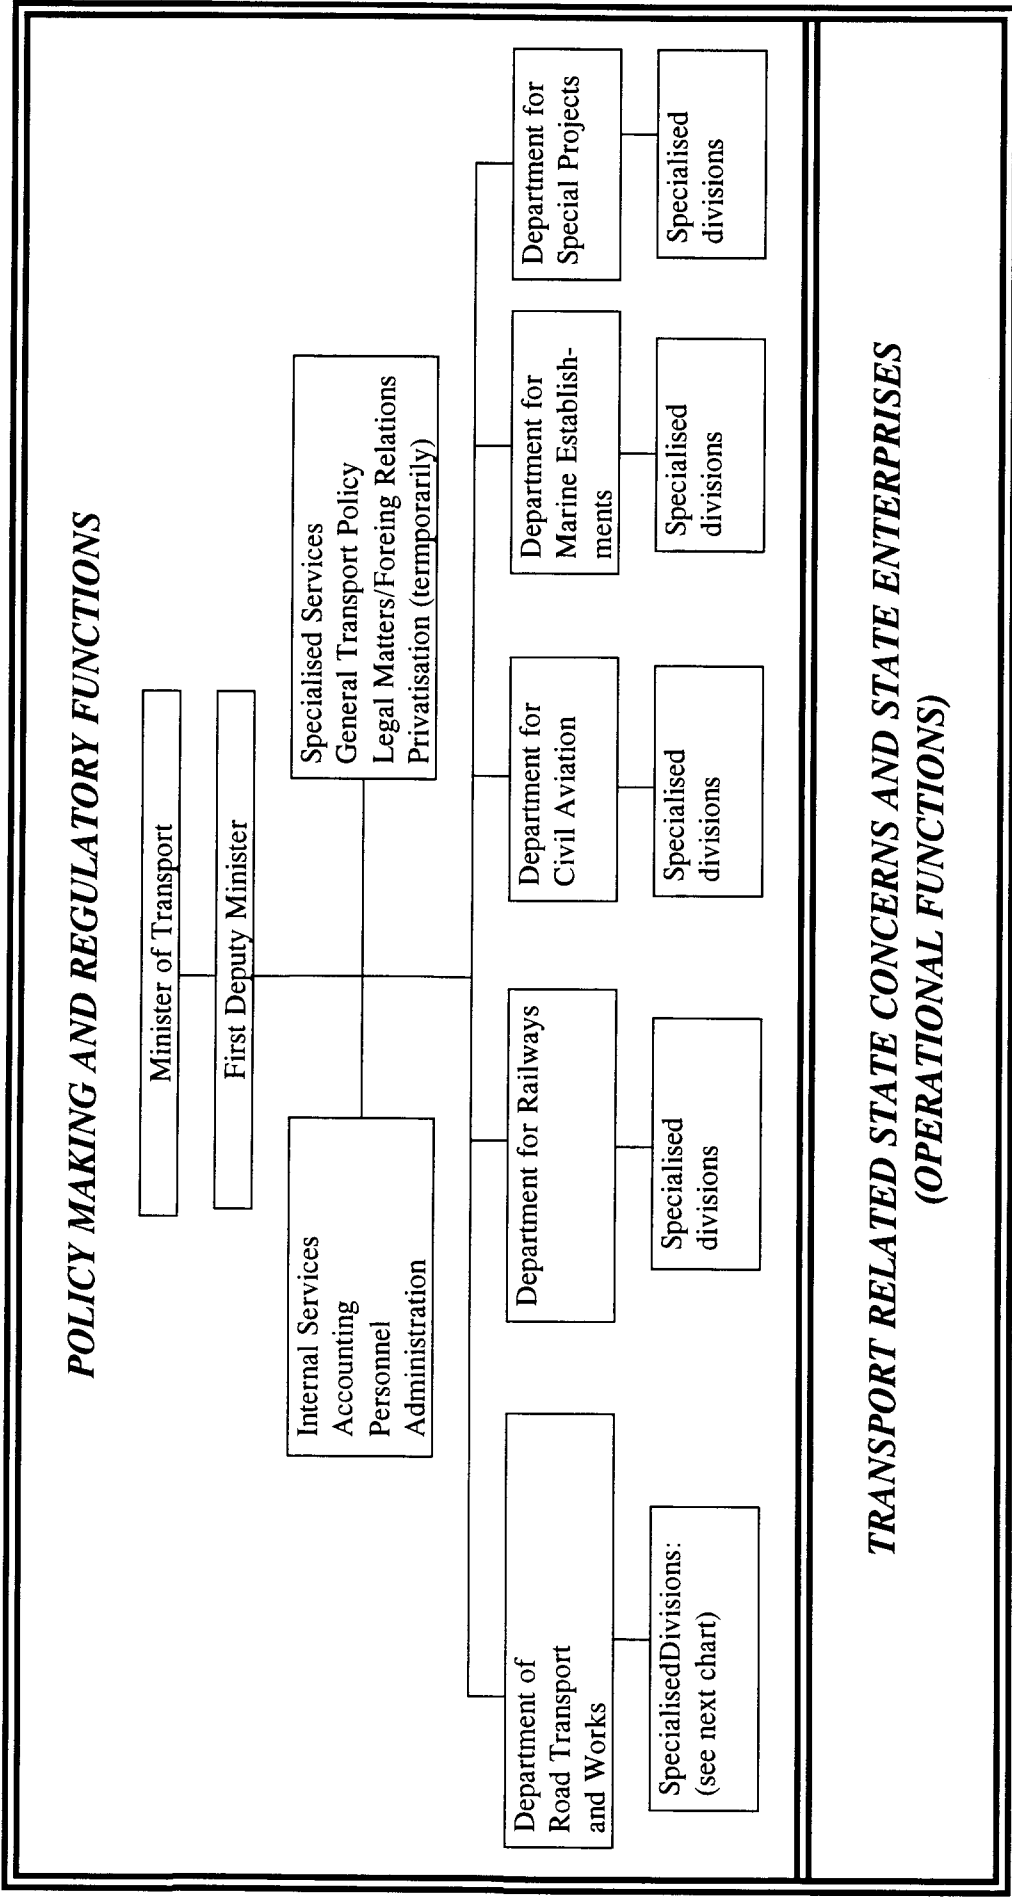 POLICY MAKING AND REGULATORY FUNCTIONS
Minister of Transport
First Deputy Minister
Internal Services
Accounting
Personnel
Administration
Specialised Services
General Transport Policy
Legal Matters/Foreing Relations
Privatisation (termporarily)
Department of
Road Transport
and Works
Department for Railways
Department for
Civil Aviation
Department for
Marine Establish-
ments
Department for
Special Projects
SpecialisedDivisions:
(see next chart)
Specialised
divisions
Specialised
divisions
Specialised
divisions
Specialised
divisions
TRANSPORT RELATED STATE CONCERNS AND STATE ENTERPRISES
(OPERATIONAL FUNCTIONS)